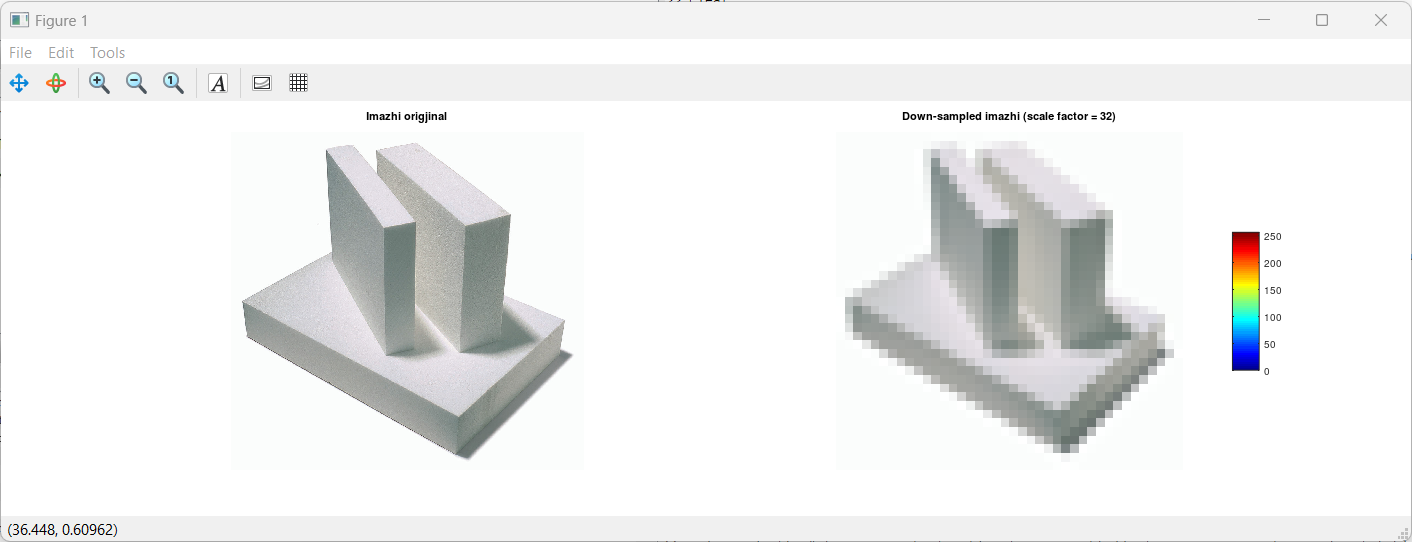 Figure 1
File Edit Tools
A
1
Imazhi origjinal
Down-sampled imazhi (scale factor = 32)
250
200
150
100
50
0
(36.448, 0.60962)